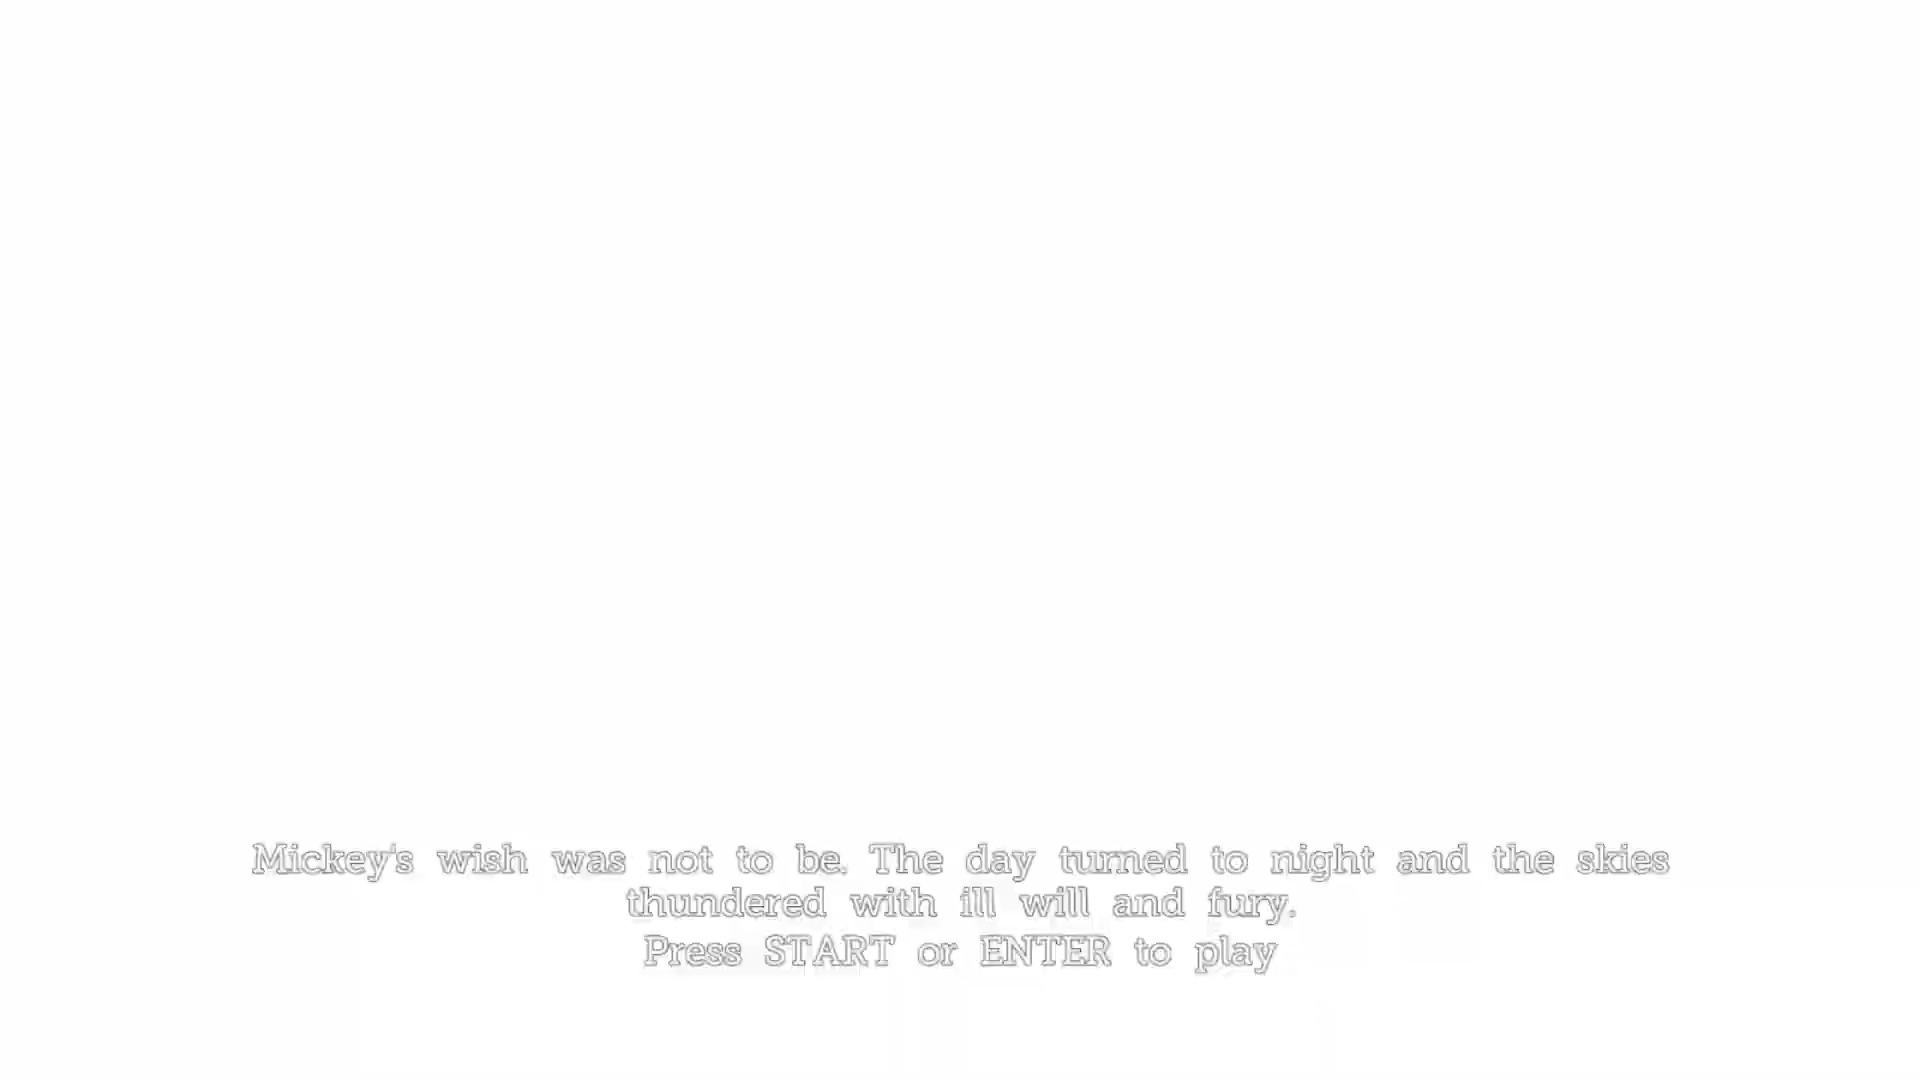 Mickey's wish was not to be. The day turned to night and the skies
thundered with ill will and fury.
Press START or ENTER to play